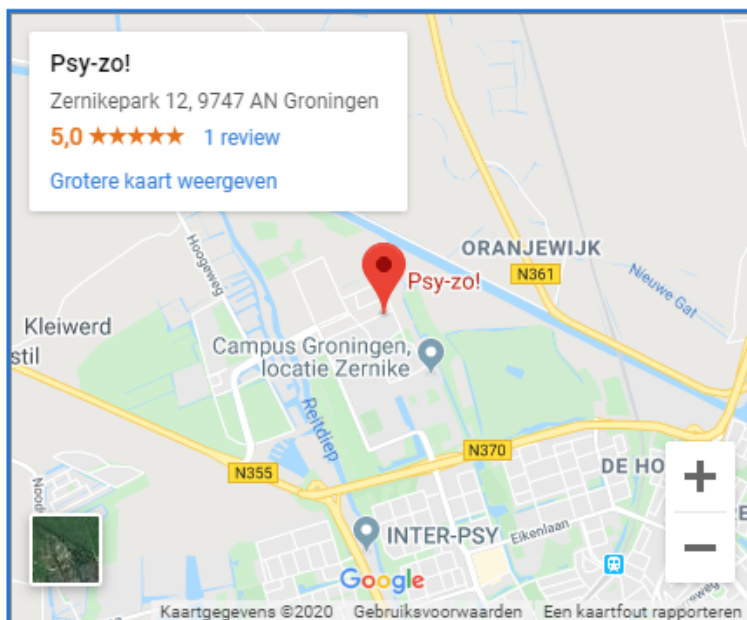 Psy-zo!
Zernikepark 12, 9747 AN Groningen
5,0 ★★★★★ 1 review
Grotere kaart weergeven
Hoogeweg
ORANJEWIJK
N361
Nieuwe Gat
Psy-zo!
Kleiwerd
stil
Campus Groningen,
locatie Zernike
Reitdiep
N370
N355
DE HO
INTER-PSY
Eikenlaan
Google
Kaartgegevens ©2020 Gebruiksvoorwaarden Een kaartfout rapporteren